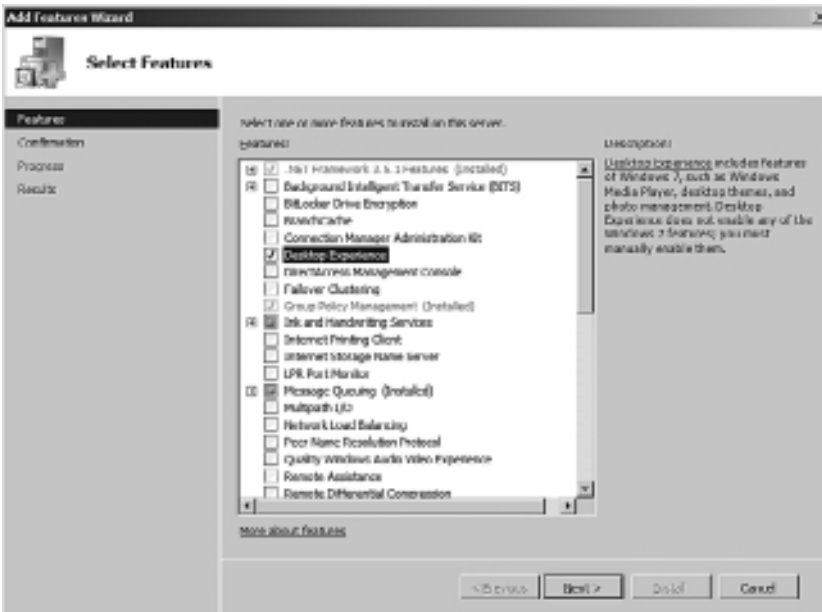 Add Features Wizard
Select Features
Features
Confirmation
Progress
Results
Select one or more features to install on this server.
Features:
.NET Framework 3.5.1 Features (Installed)
Background Intelligent Transfer Service (BITS)
BitLocker Drive Encryption
BranchCache
Connection Manager Administration Kit
Desktop Experience
DirectAccess Management Console
Failover Clustering
Group Policy Management (Installed)
Ink and Handwriting Services
Internet Printing Client
Internet Storage Name Server
LPR Port Monitor
Message Queuing (Installed)
Multipath I/O
Network Load Balancing
Peer Name Resolution Protocol
Quality Windows Audio Video Experience
Remote Assistance
Remote Differential Compression
More about features
Description:
Desktop Experience includes features
of Windows 7, such as Windows
Media Player, desktop themes, and
photo management. Desktop
Experience does not enable any of the
Windows 7 features; you must
manually enable them.
< Previous
Next >
Install
Cancel